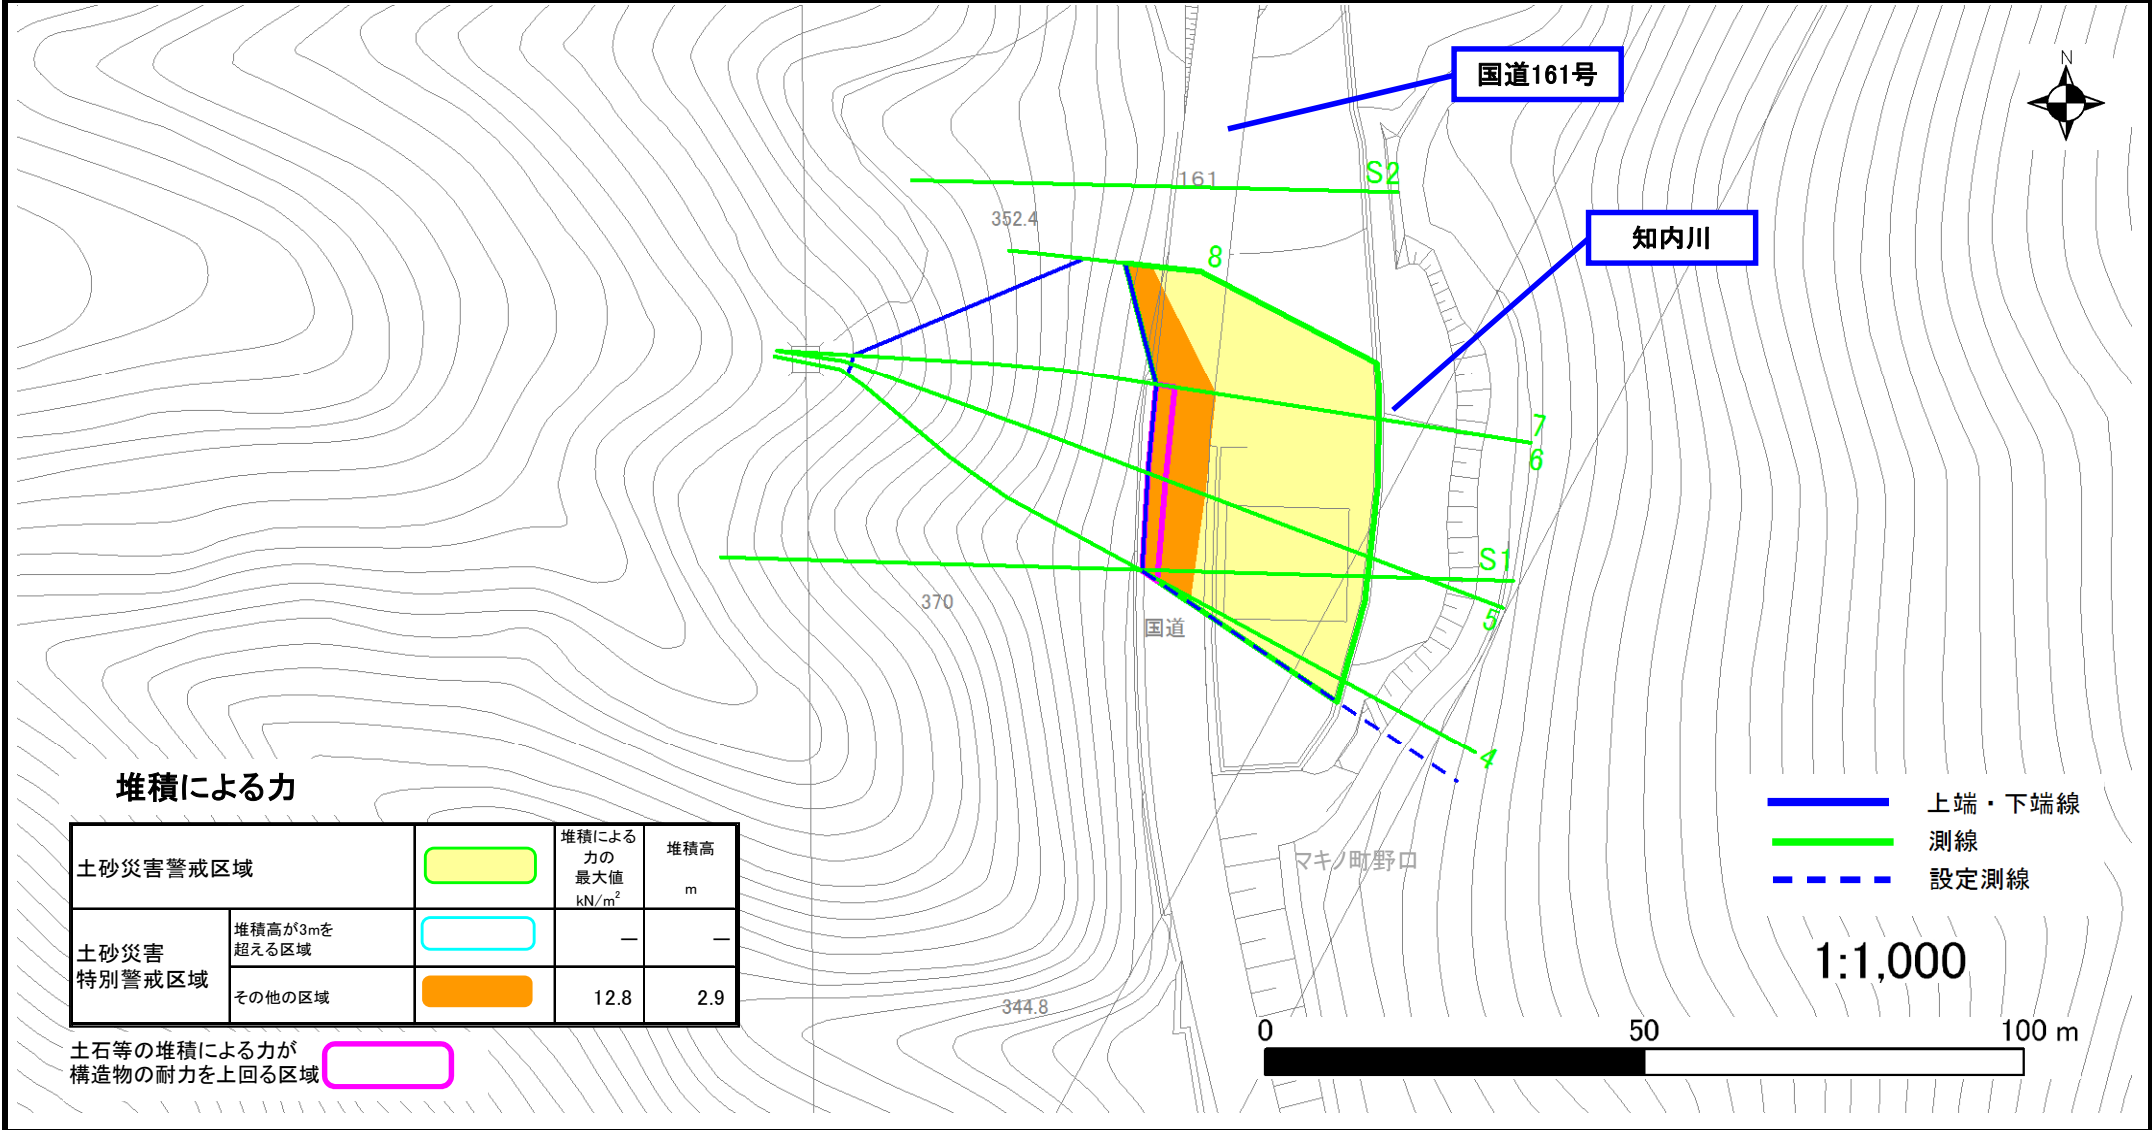 国道161号
N
S2
161
352.4
8
知内川
7
6
S1
370
5
国道
4
堆積による力
土砂災害警戒区域
堆積による
力の
最大値
kN/m²
堆積高
m
土砂災害
特別警戒区域
堆積高が3mを
超える区域
—
—
その他の区域
12.8
2.9
土石等の堆積による力が
構造物の耐力を上回る区域
マキノ町野口
344.8
上端・下端線
測線
設定測線
1:1,000
0
50
100 m